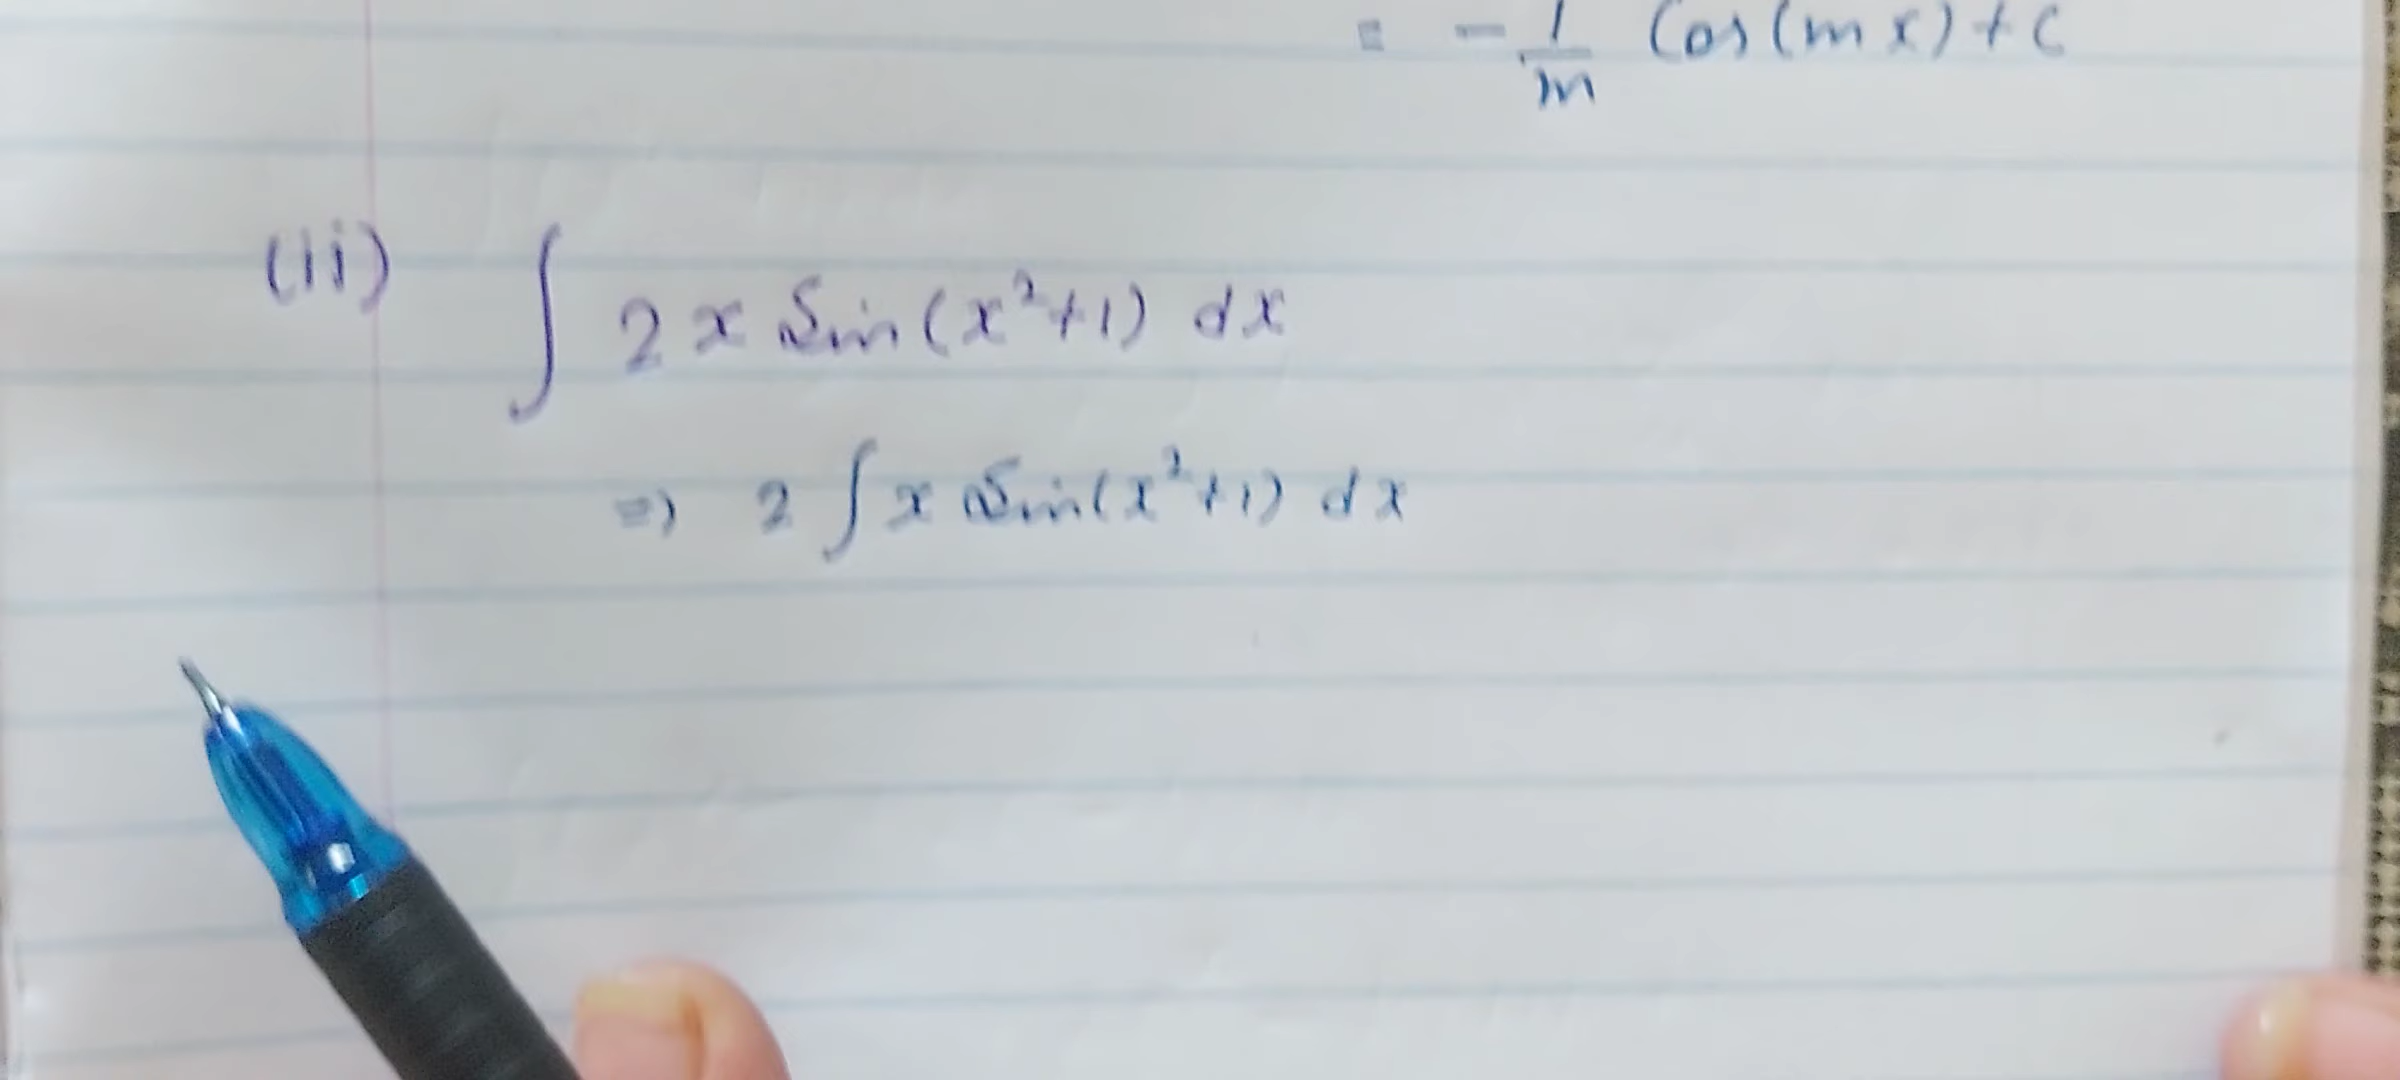 = -1/m Cos(mx)+c
(ii) ∫ 2x Sin(x²+1) dx
=) 2 ∫ x Sin(x²+1) dx